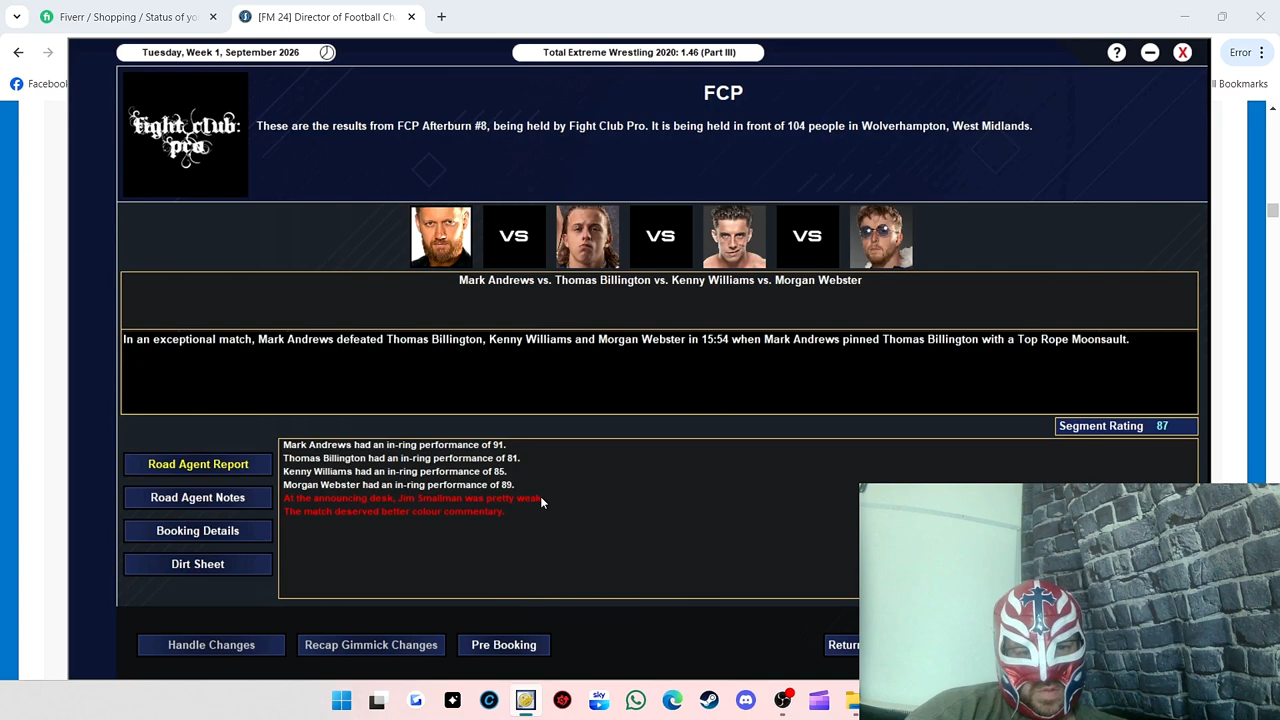 Fiverr / Shopping / Status of yo
[FM 24] Director of Football Ch
Error
Facebook
ll Bookmarks
Tuesday, Week 1, September 2026
Total Extreme Wrestling 2020: 1.46 (Part III)
?
X
fight club:
pro
FCP
These are the results from FCP Afterburn #8, being held by Fight Club Pro. It is being held in front of 104 people in Wolverhampton, West Midlands.
VS VS VS
Mark Andrews vs. Thomas Billington vs. Kenny Williams vs. Morgan Webster
In an exceptional match, Mark Andrews defeated Thomas Billington, Kenny Williams and Morgan Webster in 15:54 when Mark Andrews pinned Thomas Billington with a Top Rope Moonsault.
Segment Rating 87
Road Agent Report
Road Agent Notes
Booking Details
Dirt Sheet
Mark Andrews had an in-ring performance of 91.
Thomas Billington had an in-ring performance of 81.
Kenny Williams had an in-ring performance of 85.
Morgan Webster had an in-ring performance of 89.
At the announcing desk, Jim Smallman was pretty weak.
The match deserved better colour commentary.
Handle Changes
Recap Gimmick Changes
Pre Booking
Return
sky